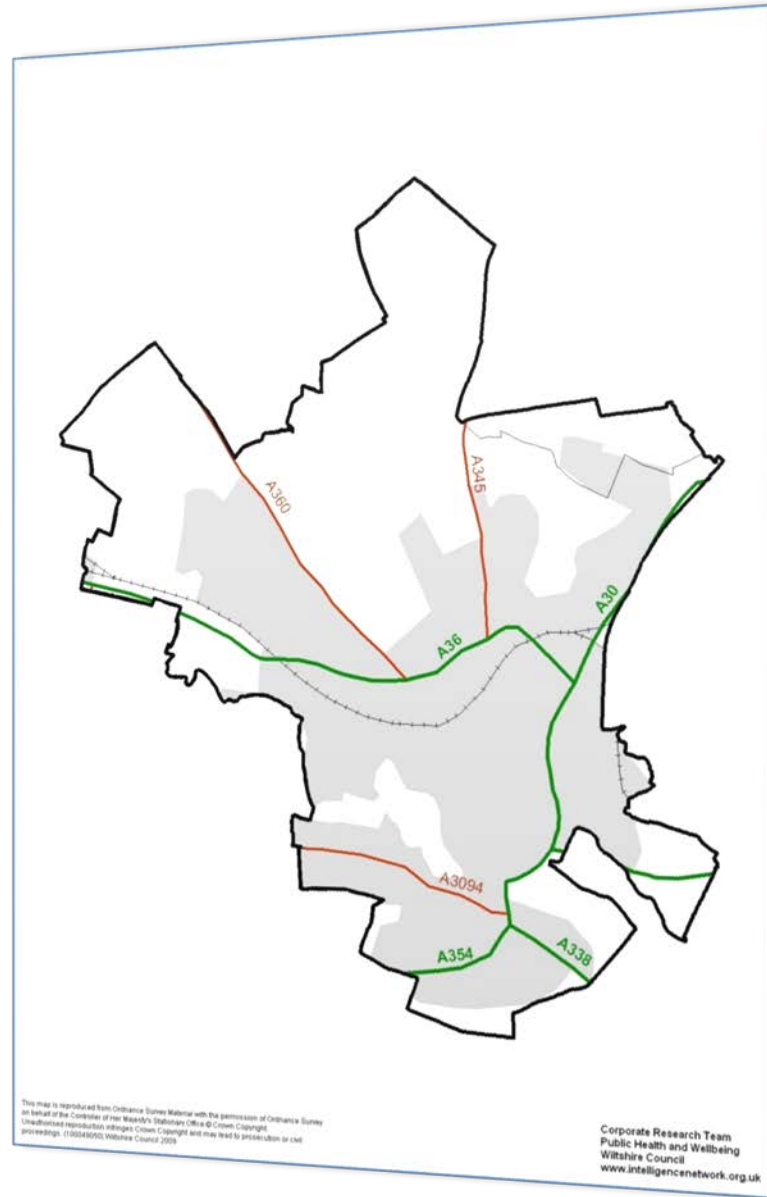 A345
A360
A30
A36
A3094
A354
A338
This map is reproduced from Ordnance Survey Material with the permission of Ordnance Survey
on behalf of the Controller of Her Majesty's Stationary Office © Crown Copyright.
Unauthorised reproduction infringes Crown Copyright and may lead to prosecution or civil
proceedings. (100049050) Wiltshire Council 2009
Corporate Research Team
Public Health and Wellbeing
Wiltshire Council
www.intelligencenetwork.org.uk